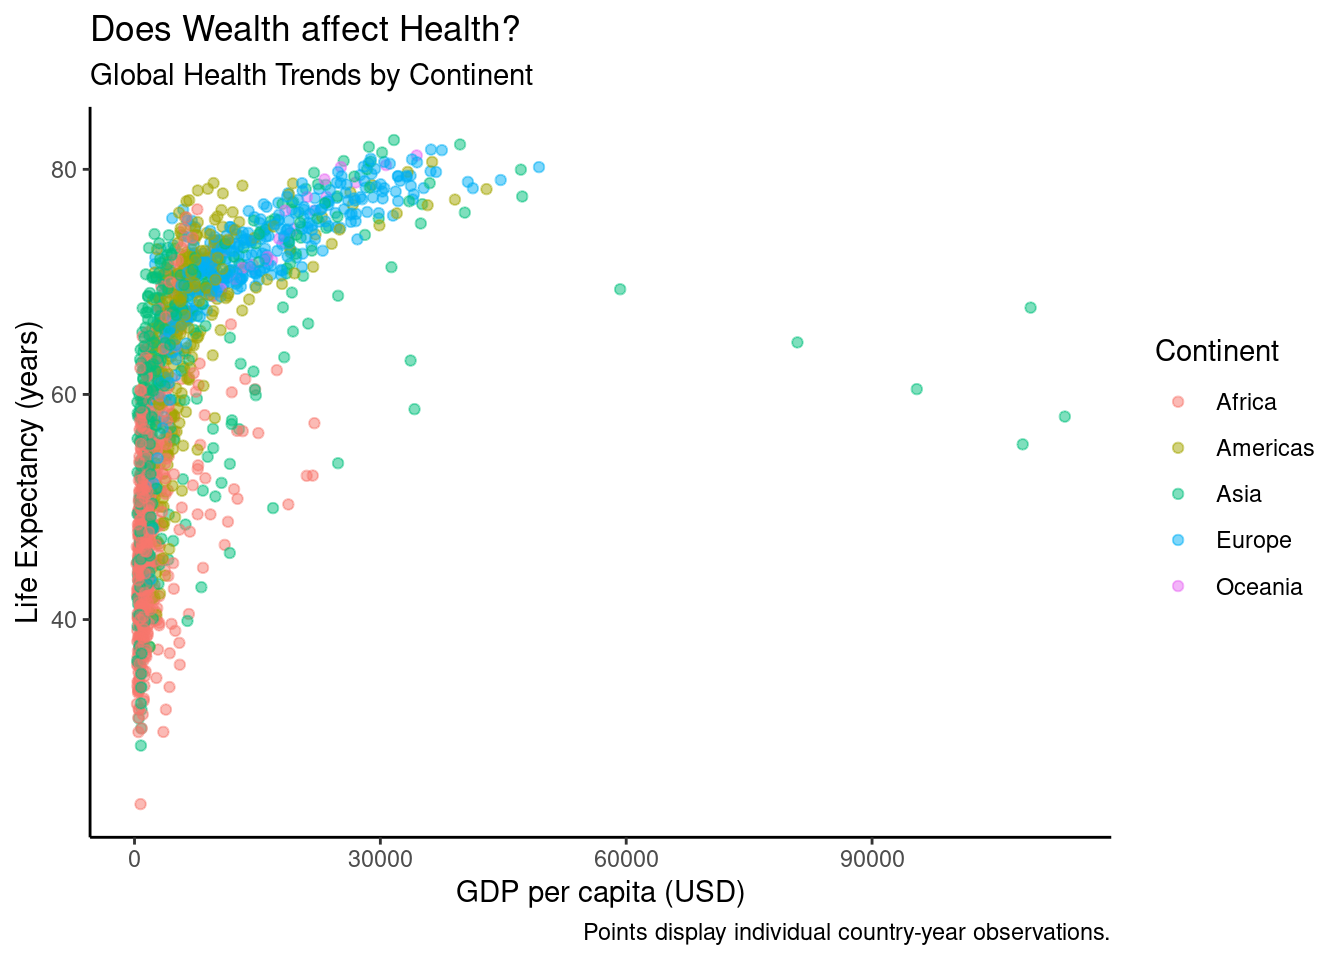 Does Wealth affect Health?
Global Health Trends by Continent
80
60
40
Life Expectancy (years)
0 30000 60000 90000
GDP per capita (USD)
Points display individual country-year observations.
Continent
Africa
Americas
Asia
Europe
Oceania